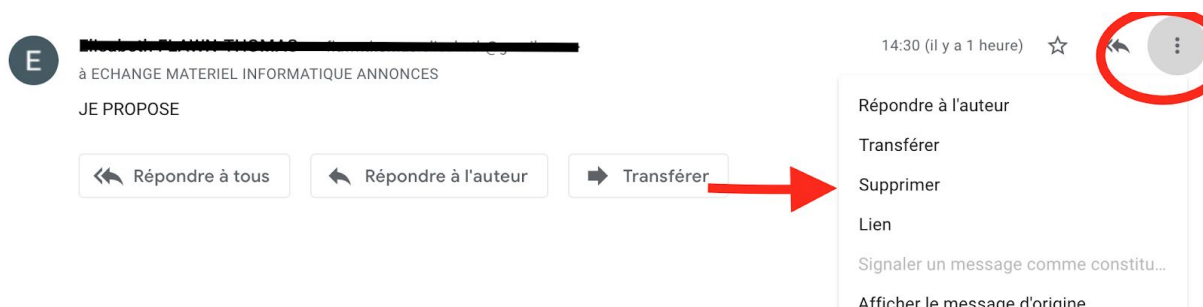 E
14:30 (il y a 1 heure)
à ECHANGE MATERIEL INFORMATIQUE ANNONCES
JE PROPOSE
Répondre à tous
Répondre à l'auteur
Transférer
Répondre à l'auteur
Transférer
Supprimer
Lien
Signaler un message comme constitu...
Afficher le message d'origine